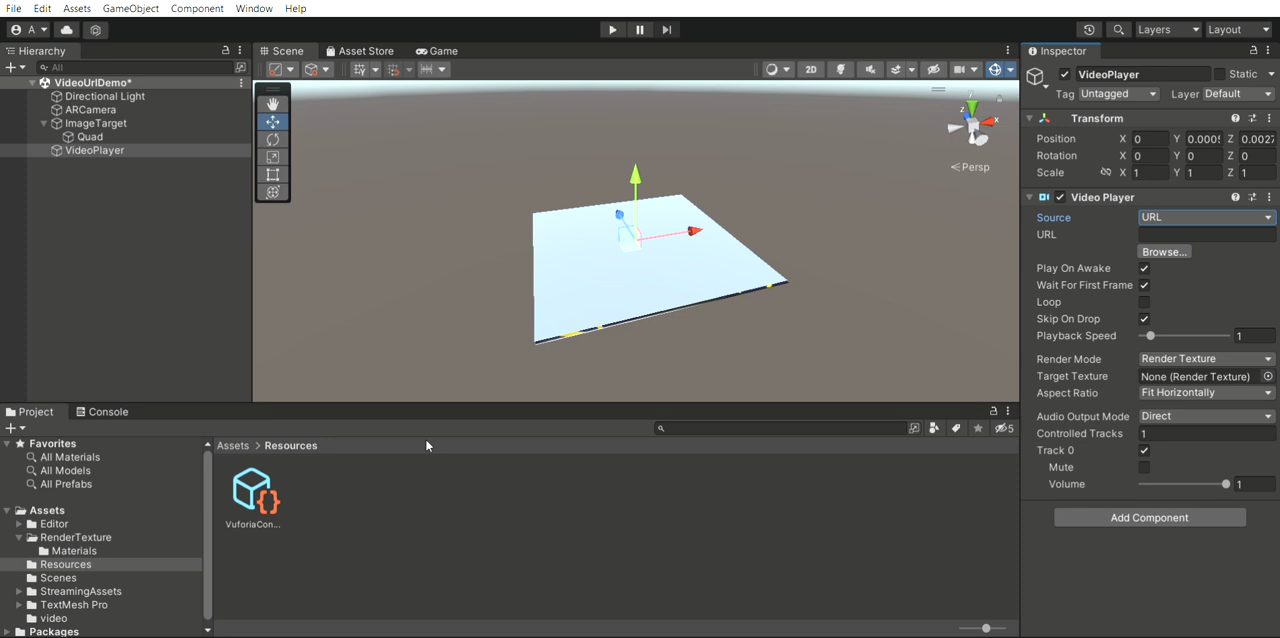 File Edit Assets GameObject Component Window Help
A Layers Layout
Hierarchy
All
VideoUrlDemo*
Directional Light
ARCamera
ImageTarget
Quad
VideoPlayer
Scene Asset Store Game
2D
y
z
x
Persp
Inspector
VideoPlayer Static
Tag Untagged Layer Default
Transform
Position X 0 Y 0.0005 Z 0.0027
Rotation X 0 Y 0 Z 0
Scale X 1 Y 1 Z 1
Video Player
Source URL
URL
Browse...
Play On Awake
Wait For First Frame
Loop
Skip On Drop
Playback Speed 1
Render Mode Render Texture
Target Texture None (Render Texture)
Aspect Ratio Fit Horizontally
Audio Output Mode Direct
Controlled Tracks 1
Track 0
Mute
Volume 1
Add Component
Project Console
5
Favorites
All Materials
All Models
All Prefabs
Assets
Editor
RenderTexture
Materials
Resources
Scenes
StreamingAssets
TextMesh Pro
video
Packages
Assets > Resources
VuforiaCon...